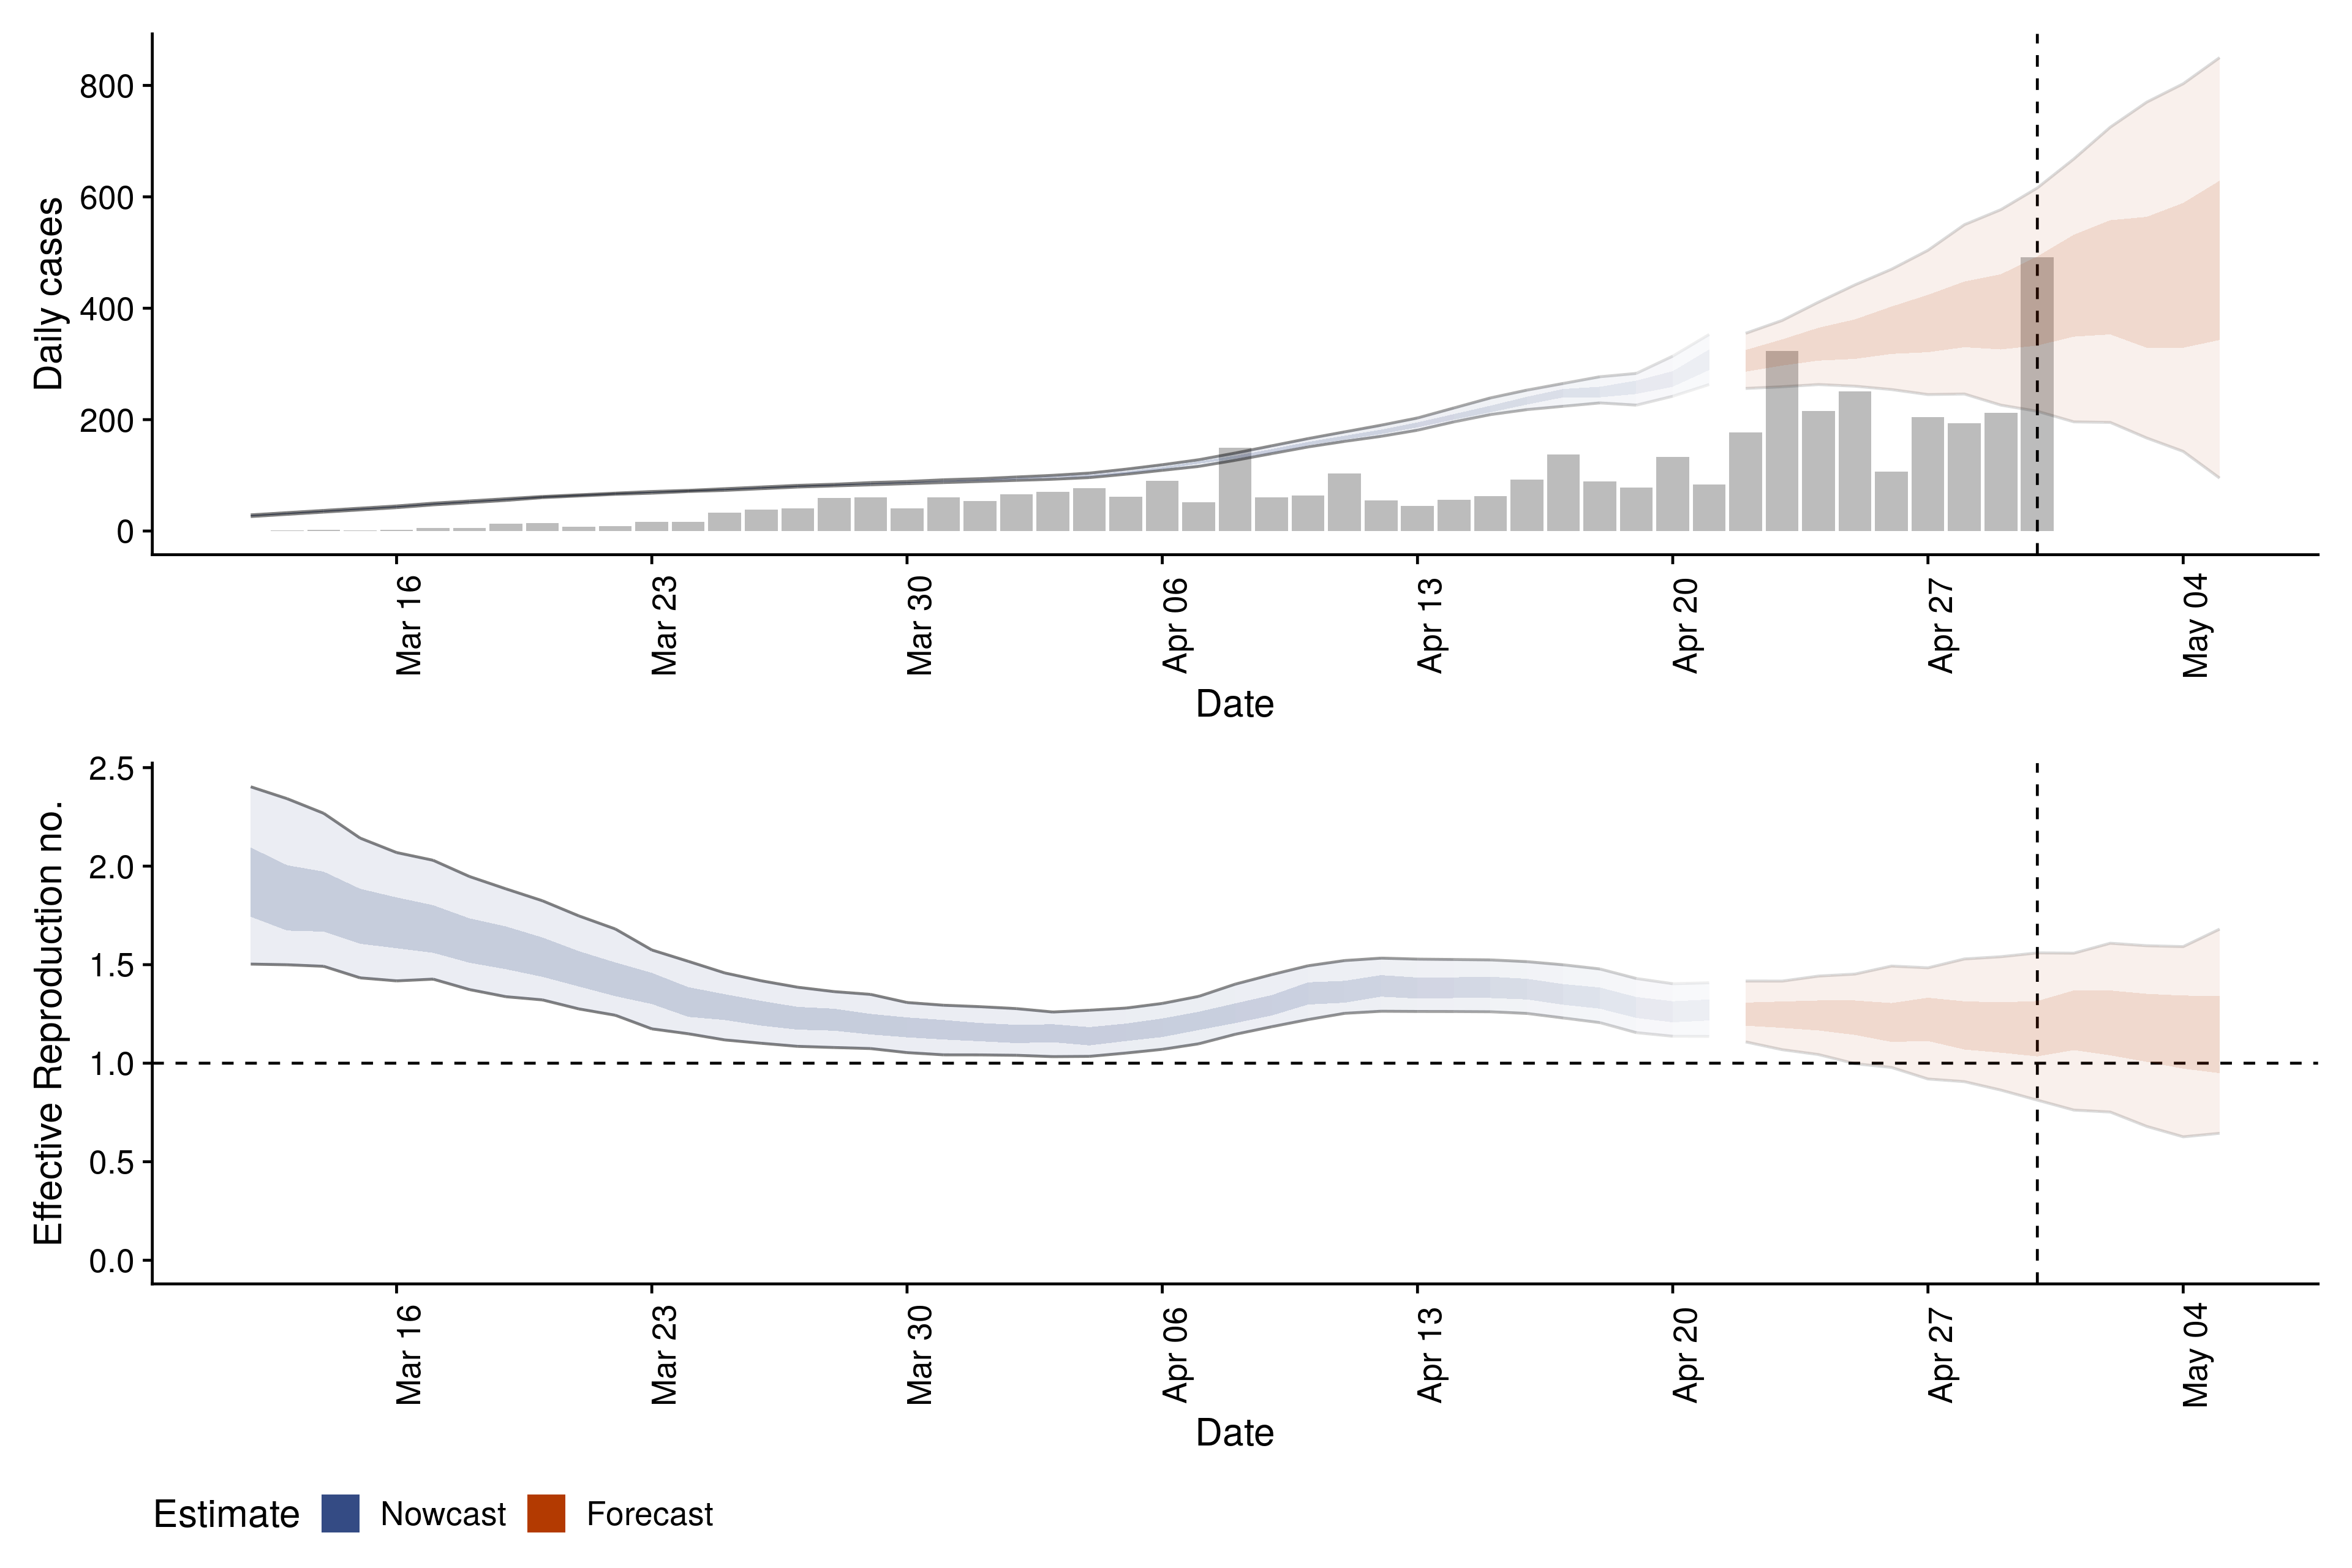 Daily cases
800
600
400
200
0
Mar 16
Mar 23
Mar 30
Apr 06
Apr 13
Apr 20
Apr 27
May 04
Date
Effective Reproduction no.
2.5
2.0
1.5
1.0
0.5
0.0
Mar 16
Mar 23
Mar 30
Apr 06
Apr 13
Apr 20
Apr 27
May 04
Date
Estimate Nowcast Forecast